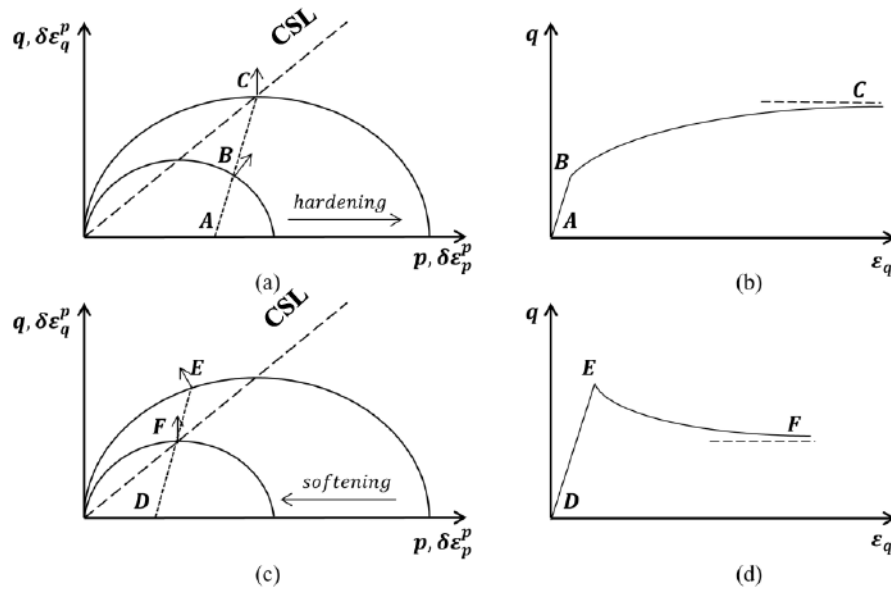 q, δε_q^p
CSL
C
B
A
hardening
p, δε_p^p
(a)
q
C
B
A
ε_q
(b)
q, δε_q^p
CSL
E
F
D
softening
p, δε_p^p
(c)
q
E
F
D
ε_q
(d)